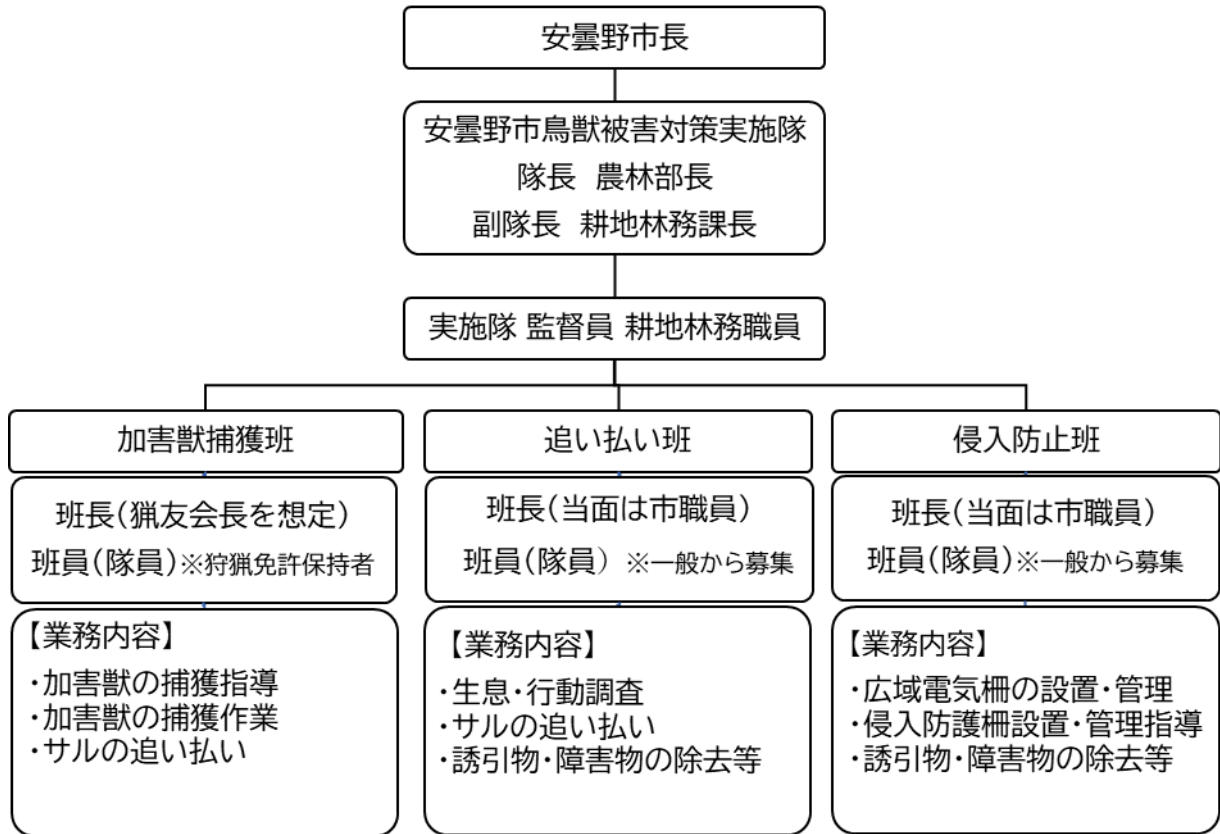 安曇野市長
安曇野市鳥獣被害対策実施隊
隊長 農林部長
副隊長 耕地林務課長
実施隊 監督員 耕地林務職員
加害獣捕獲班
班長(猟友会長を想定)
班員(隊員)※狩猟免許保持者
【業務内容】
・加害獣の捕獲指導
・加害獣の捕獲作業
・サルの追い払い
追い払い班
班長(当面は市職員)
班員(隊員) ※一般から募集
【業務内容】
・生息・行動調査
・サルの追い払い
・誘引物・障害物の除去等
侵入防止班
班長(当面は市職員)
班員(隊員)※一般から募集
【業務内容】
・広域電気柵の設置・管理
・侵入防護柵設置・管理指導
・誘引物・障害物の除去等